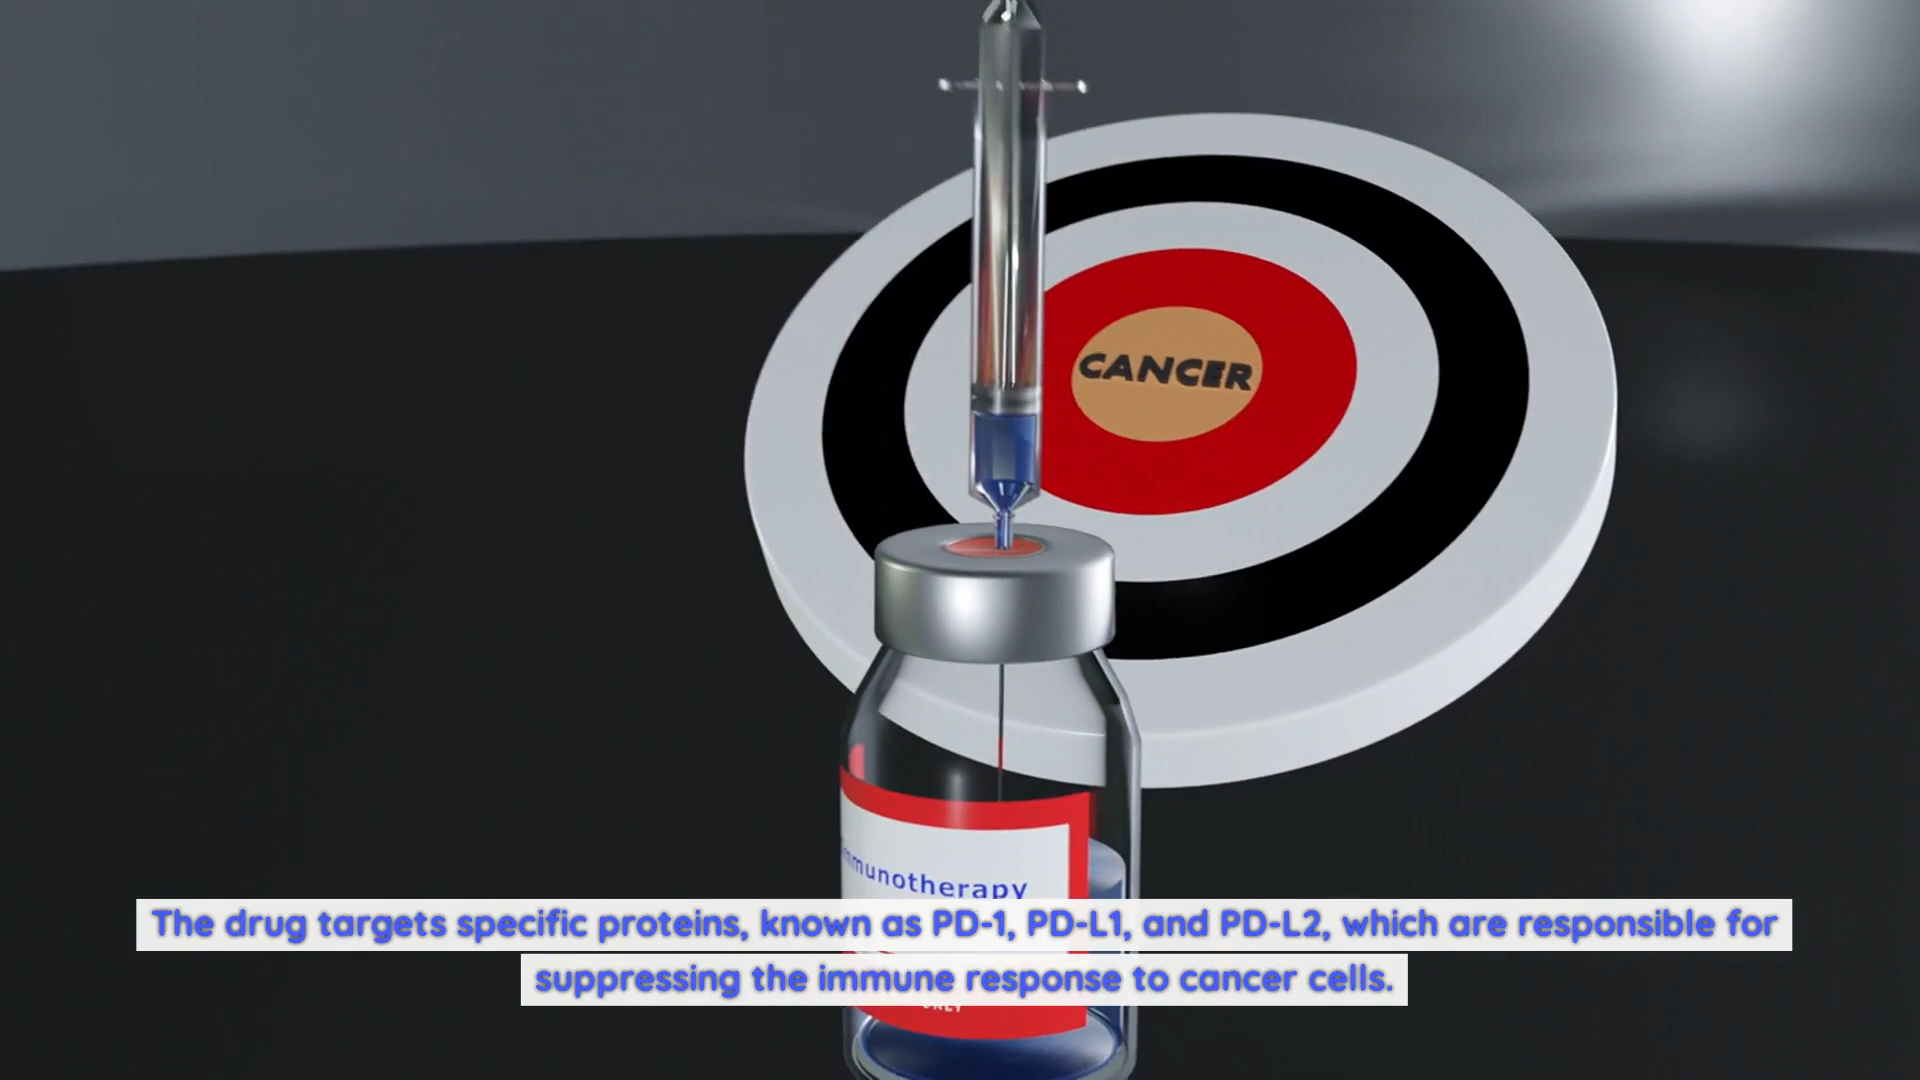 CANCER
mmunotherapy
The drug targets specific proteins, known as PD-1, PD-L1, and PD-L2, which are responsible for
suppressing the immune response to cancer cells.